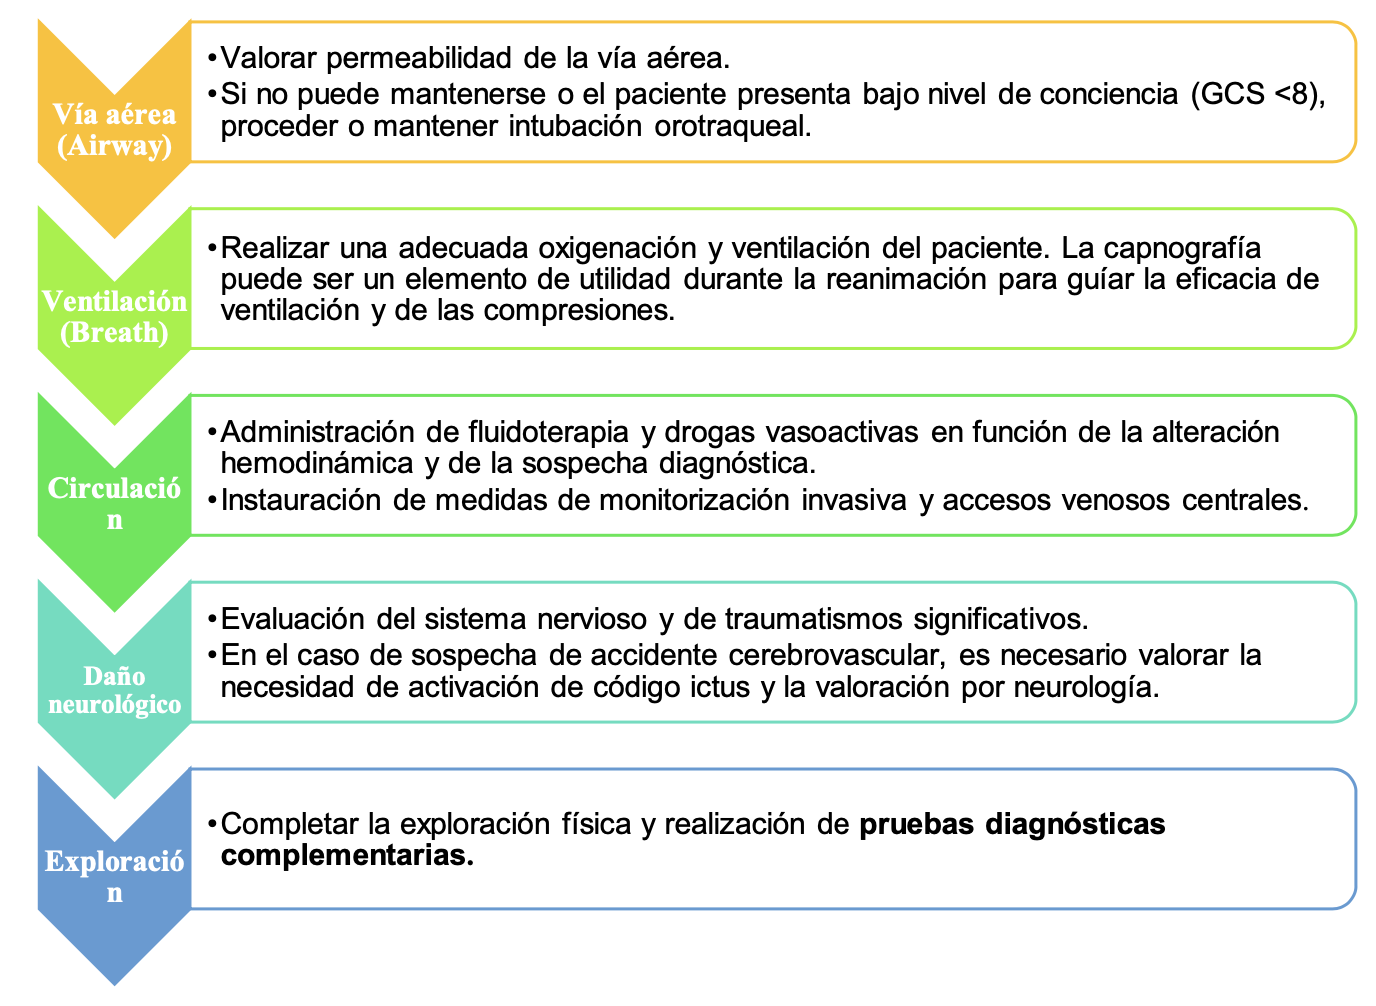 Vía aérea
(Airway)
•Valorar permeabilidad de la vía aérea.
•Si no puede mantenerse o el paciente presenta bajo nivel de conciencia (GCS <8),
proceder o mantener intubación orotraqueal.
Ventilación
(Breath)
•Realizar una adecuada oxigenación y ventilación del paciente. La capnografía
puede ser un elemento de utilidad durante la reanimación para guíar la eficacia de
ventilación y de las compresiones.
Circulació
n
•Administración de fluidoterapia y drogas vasoactivas en función de la alteración
hemodinámica y de la sospecha diagnóstica.
•Instauración de medidas de monitorización invasiva y accesos venosos centrales.
Daño
neurológico
•Evaluación del sistema nervioso y de traumatismos significativos.
•En el caso de sospecha de accidente cerebrovascular, es necesario valorar la
necesidad de activación de código ictus y la valoración por neurología.
Exploració
n
•Completar la exploración física y realización de pruebas diagnósticas
complementarias.